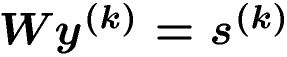 Wy^{(k)} = s^{(k)}